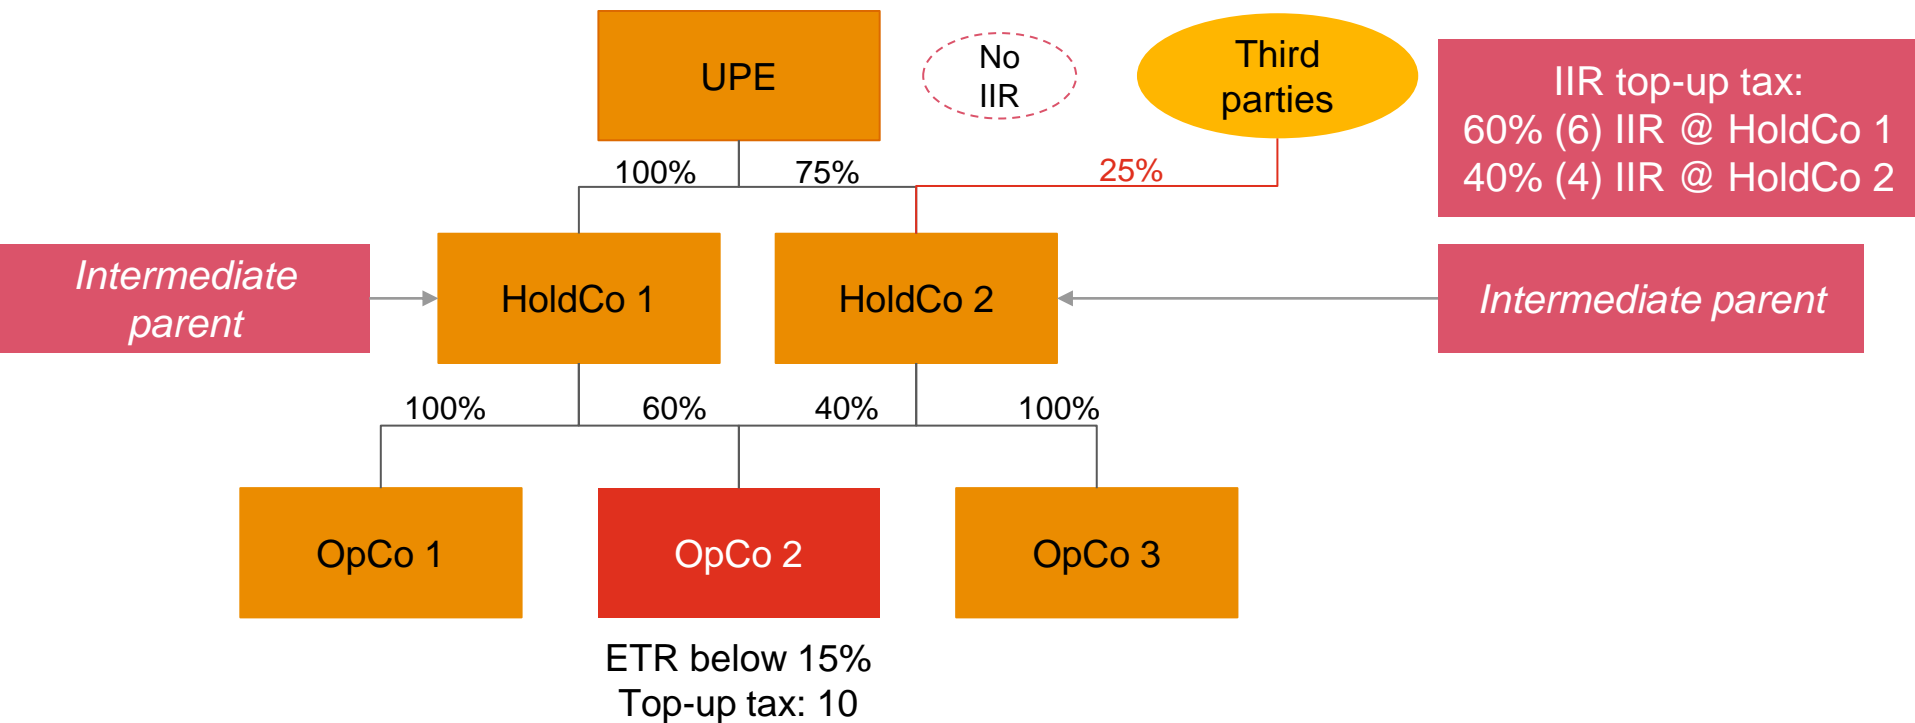 UPE
No
IIR
Third
parties
IIR top-up tax:
60% (6) IIR @ HoldCo 1
40% (4) IIR @ HoldCo 2
100%
75%
25%
Intermediate
parent
HoldCo 1
HoldCo 2
Intermediate parent
100%
60%
40%
100%
OpCo 1
OpCo 2
OpCo 3
ETR below 15%
Top-up tax: 10